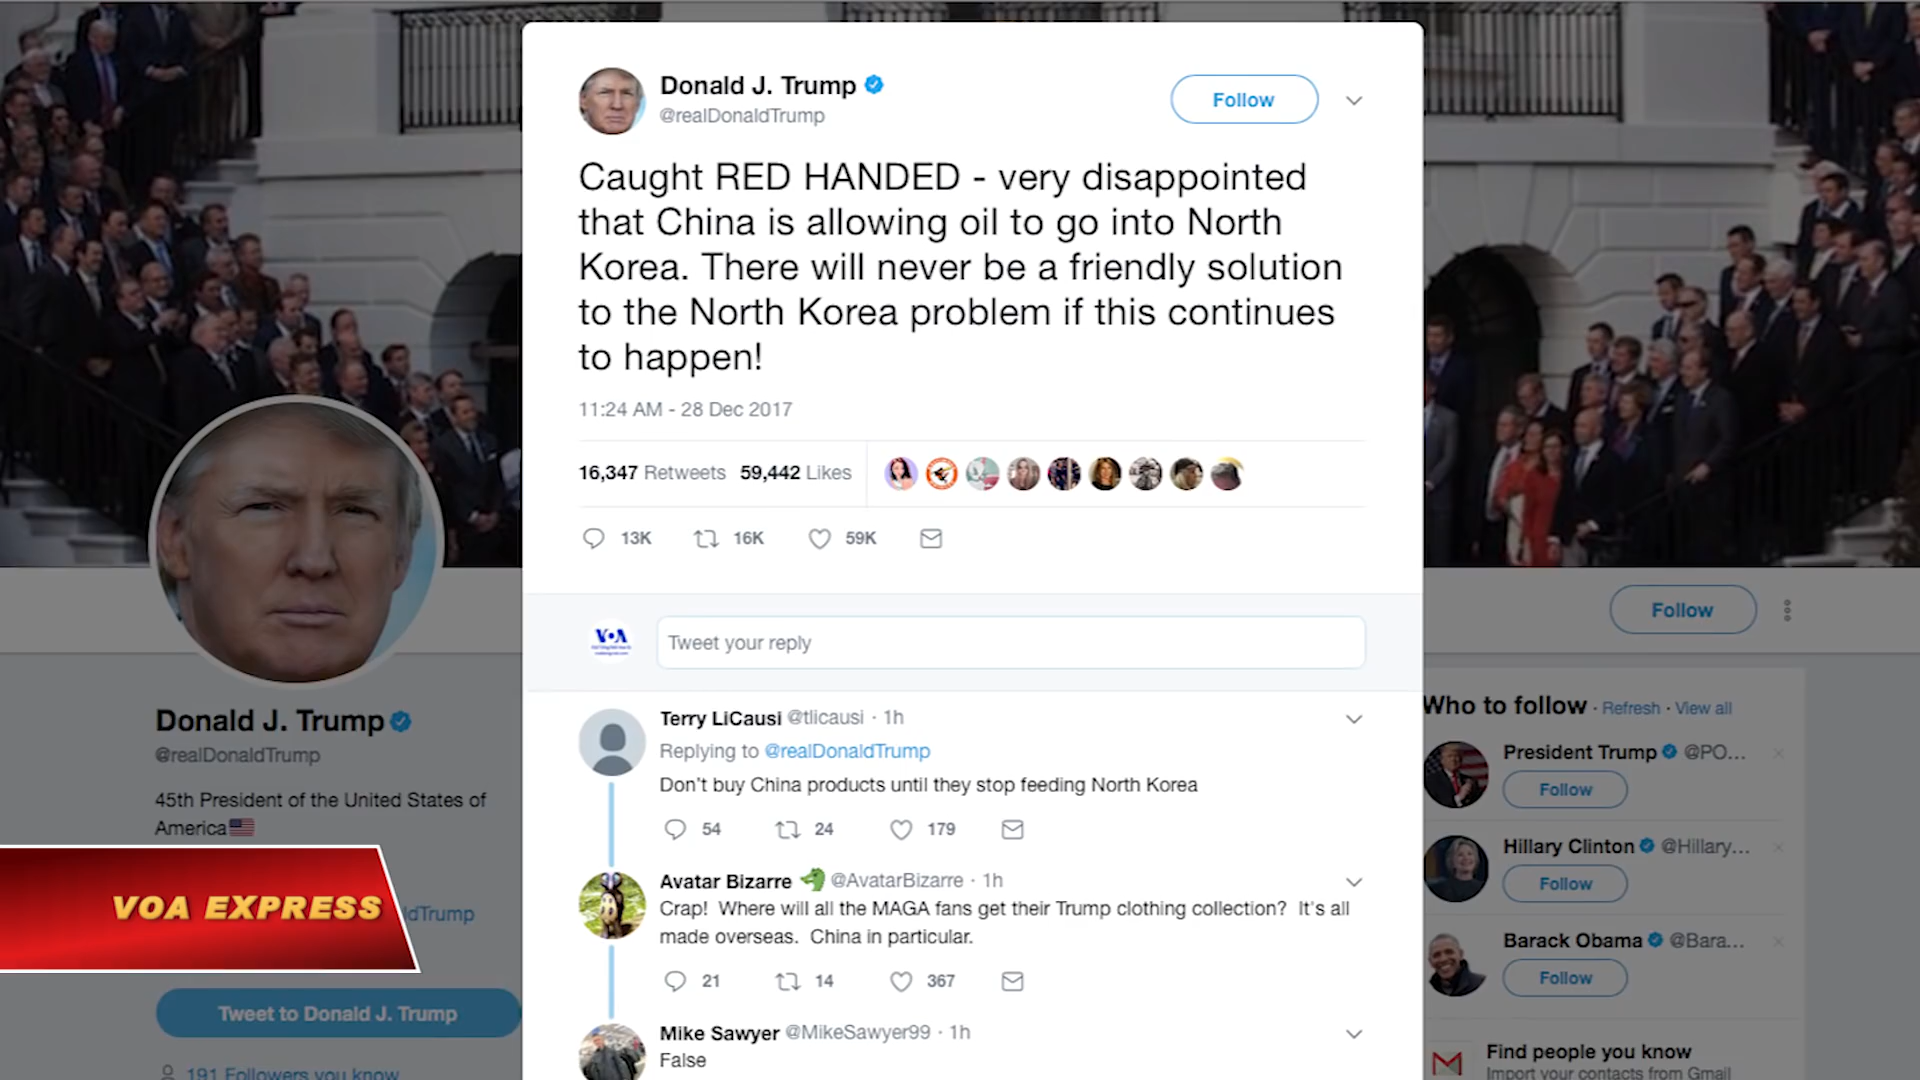 Donald J. Trump
@realDonaldTrump
Follow
Caught RED HANDED - very disappointed
that China is allowing oil to go into North
Korea. There will never be a friendly solution
to the North Korea problem if this continues
to happen!
11:24 AM - 28 Dec 2017
16,347 Retweets 59,442 Likes
13K 16K 59K
VOA
Tweet your reply
Terry LiCausi @tlicausi · 1h
Replying to @realDonaldTrump
Don't buy China products until they stop feeding North Korea
54 24 179
Avatar Bizarre @AvatarBizarre · 1h
Crap! Where will all the MAGA fans get their Trump clothing collection? It's all
made overseas. China in particular.
21 14 367
Mike Sawyer @MikeSawyer99 · 1h
False
Donald J. Trump
@realDonaldTrump
45th President of the United States of
America
VOA EXPRESS
ldTrump
Tweet to Donald J. Trump
191 Followers you know
Follow
Who to follow · Refresh · View all
President Trump @PO...
Follow
Hillary Clinton @Hillary...
Follow
Barack Obama @Bara...
Follow
Find people you know
Import your contacts from Gmail